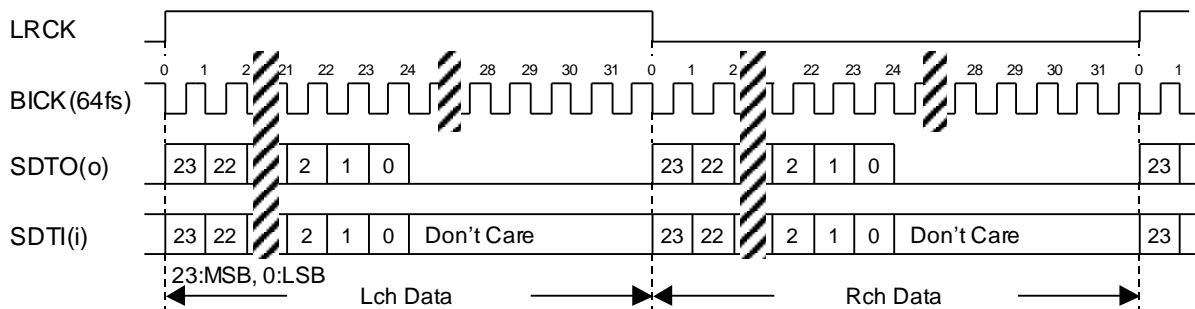 LRCK
0 1 2 21 22 23 24 28 29 30 31 0 1 2 22 23 24 28 29 30 31 0 1
BICK(64fs)
SDTO(o) 23 22 2 1 0 23 22 2 1 0 23
SDTI(i) 23 22 2 1 0 Don't Care 23 22 2 1 0 Don't Care 23
23:MSB, 0:LSB
Lch Data Rch Data